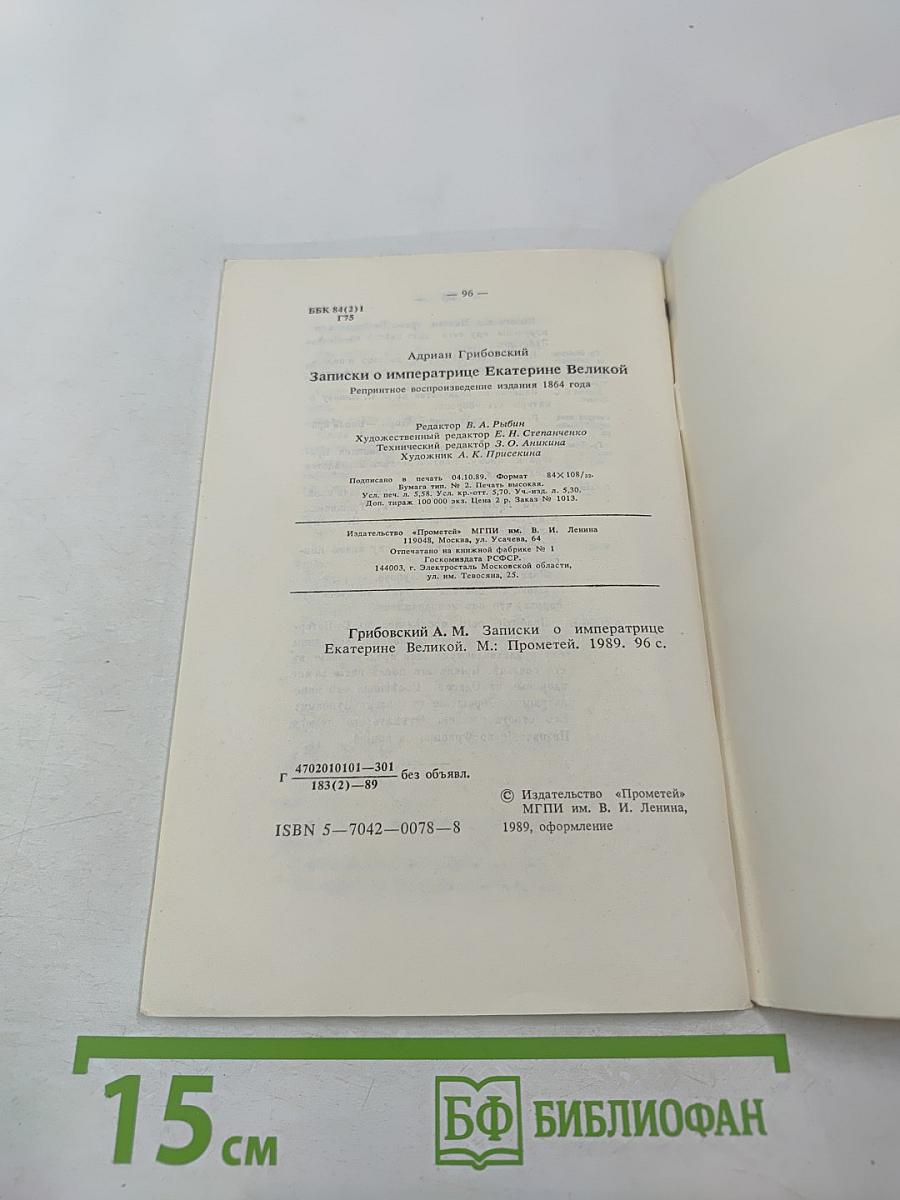 — 96 —
ББК 84(2)1
Г75
Адриан Грибовский
Записки о императрице Екатерине Великой
Репринтное воспроизведение издания 1864 года
Редактор В. А. Рыбин
Художественный редактор Е. Н. Степанченко
Технический редактор З. О. Аникина
Художник А. К. Присекина
Подписано в печать 04.10.89. Формат 84×108/32.
Бумага тип. № 2. Печать высокая.
Усл. печ. л. 5,58. Усл. кр.-отт. 5,70. Уч.-изд. л. 5,30.
Доп. тираж 100 000 экз. Цена 2 р. Заказ № 1013.
Издательство «Прометей» МГПИ им. В. И. Ленина
119048, Москва, ул. Усачева, 64
Отпечатано на книжной фабрике № 1
Госкомиздата РСФСР.
144003, г. Электросталь Московской области,
ул. им. Тевосяна, 25.
Грибовский А. М. Записки о императрице
Екатерине Великой. М.: Прометей. 1989. 96 с.
Г 4702010101—301 без объявл.
183(2)—89
© Издательство «Прометей»
МГПИ им. В. И. Ленина,
ISBN 5—7042—0078—8 1989, оформление
15 см БФ БИБЛИОФАН